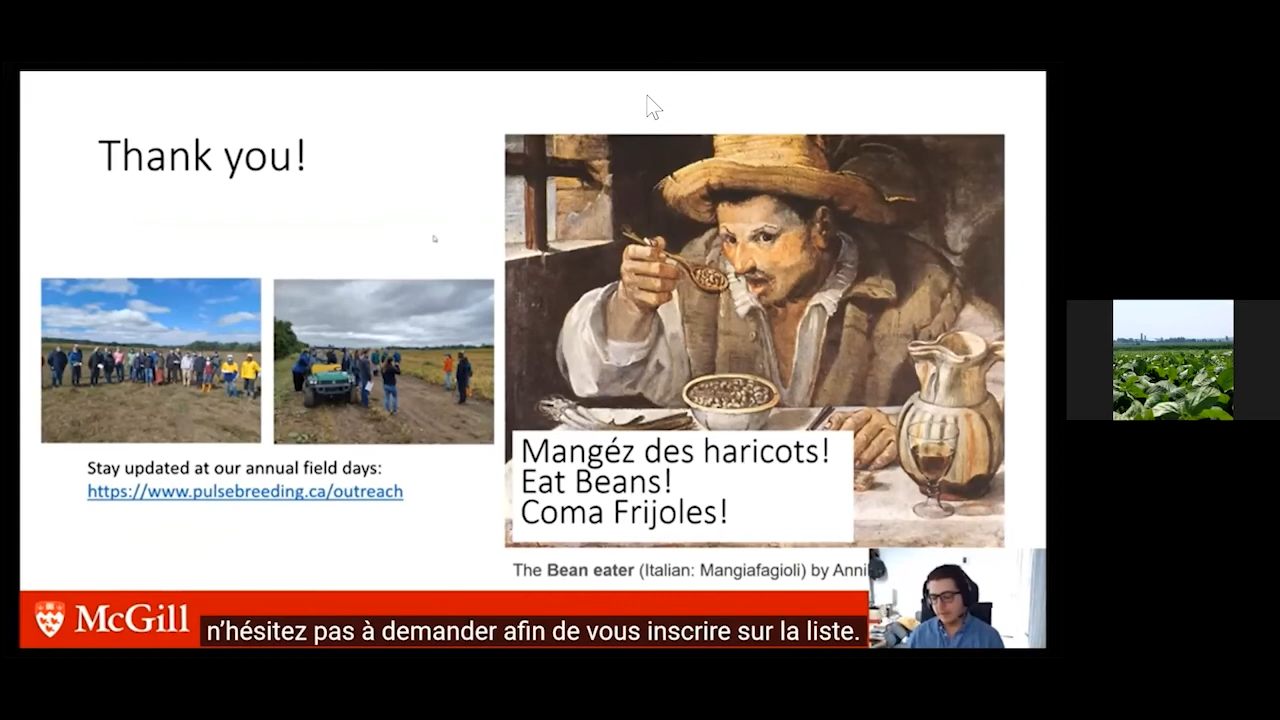 Thank you!
Stay updated at our annual field days:
https://www.pulsebreeding.ca/outreach
Mangéz des haricots!
Eat Beans!
Coma Frijoles!
The Bean eater (Italian: Mangiafagioli) by Anni
McGill
n’hésitez pas à demander afin de vous inscrire sur la liste.